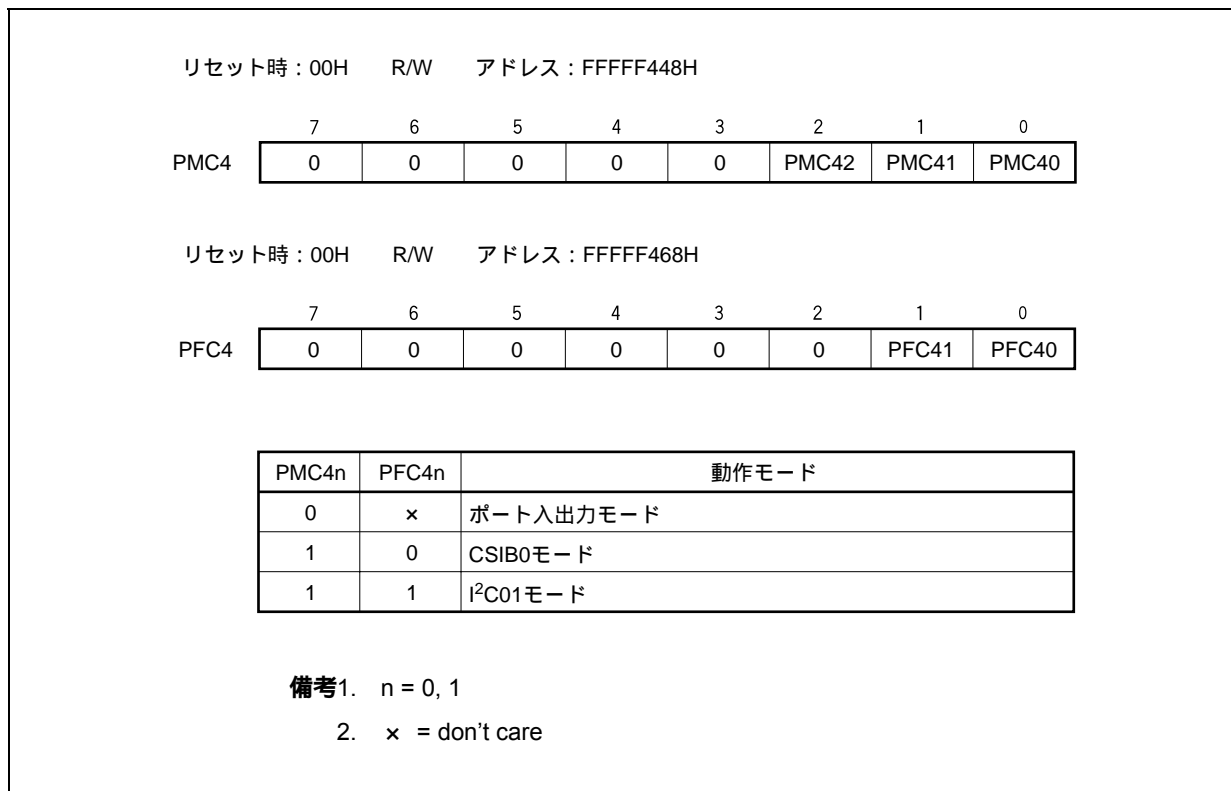 リセット時：00H R/W アドレス：FFFFF448H
7 6 5 4 3 2 1 0
PMC4 0 0 0 0 0 PMC42 PMC41 PMC40
リセット時：00H R/W アドレス：FFFFF468H
7 6 5 4 3 2 1 0
PFC4 0 0 0 0 0 0 PFC41 PFC40
PMC4n PFC4n 動作モード
0 × ポート入出力モード
1 0 CSIB0モード
1 1 I²C01モード
備考1. n = 0, 1
2. × = don't care